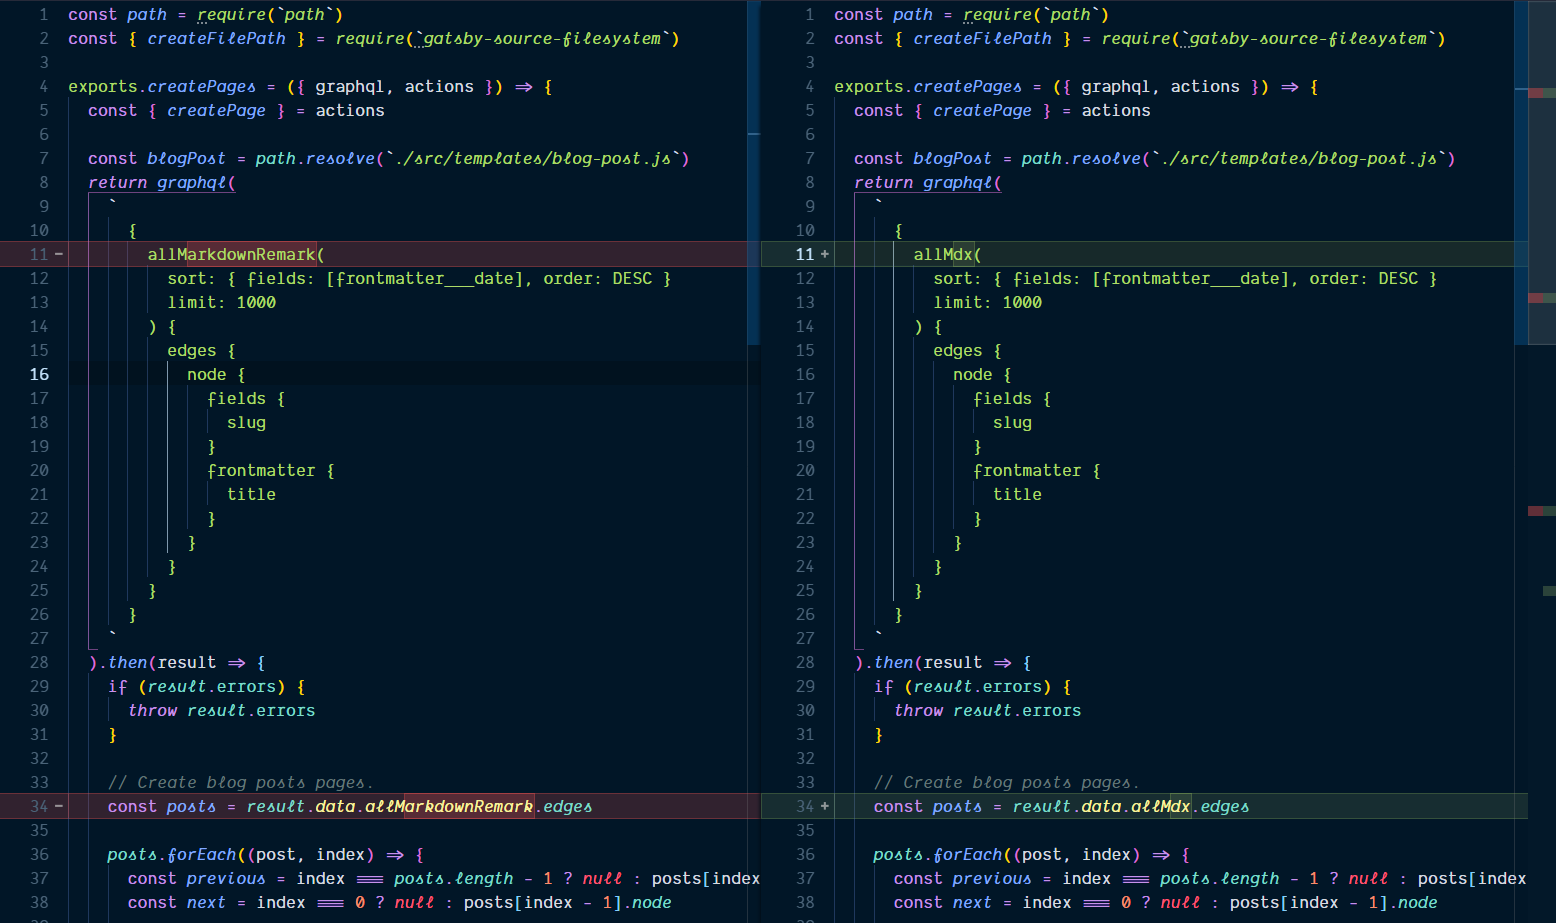 1 const path = require(`path`)
2 const { createFilePath } = require(`gatsby-source-filesystem`)
3
4 exports.createPages = ({ graphql, actions }) => {
5 const { createPage } = actions
6
7 const blogPost = path.resolve(`./src/templates/blog-post.js`)
8 return graphql(
9 `
10 {
11 - allMarkdownRemark(
12 sort: { fields: [frontmatter___date], order: DESC }
13 limit: 1000
14 ) {
15 edges {
16 node {
17 fields {
18 slug
19 }
20 frontmatter {
21 title
22 }
23 }
24 }
25 }
26 }
27 `
28 ).then(result => {
29 if (result.errors) {
30 throw result.errors
31 }
32
33 // Create blog posts pages.
34 - const posts = result.data.allMarkdownRemark.edges
35
36 posts.forEach((post, index) => {
37 const previous = index === posts.length - 1 ? null : posts[index
38 const next = index === 0 ? null : posts[index - 1].node
1 const path = require(`path`)
2 const { createFilePath } = require(`gatsby-source-filesystem`)
3
4 exports.createPages = ({ graphql, actions }) => {
5 const { createPage } = actions
6
7 const blogPost = path.resolve(`./src/templates/blog-post.js`)
8 return graphql(
9 `
10 {
11 + allMdx(
12 sort: { fields: [frontmatter___date], order: DESC }
13 limit: 1000
14 ) {
15 edges {
16 node {
17 fields {
18 slug
19 }
20 frontmatter {
21 title
22 }
23 }
24 }
25 }
26 }
27 `
28 ).then(result => {
29 if (result.errors) {
30 throw result.errors
31 }
32
33 // Create blog posts pages.
34 + const posts = result.data.allMdx.edges
35
36 posts.forEach((post, index) => {
37 const previous = index === posts.length - 1 ? null : posts[index
38 const next = index === 0 ? null : posts[index - 1].node